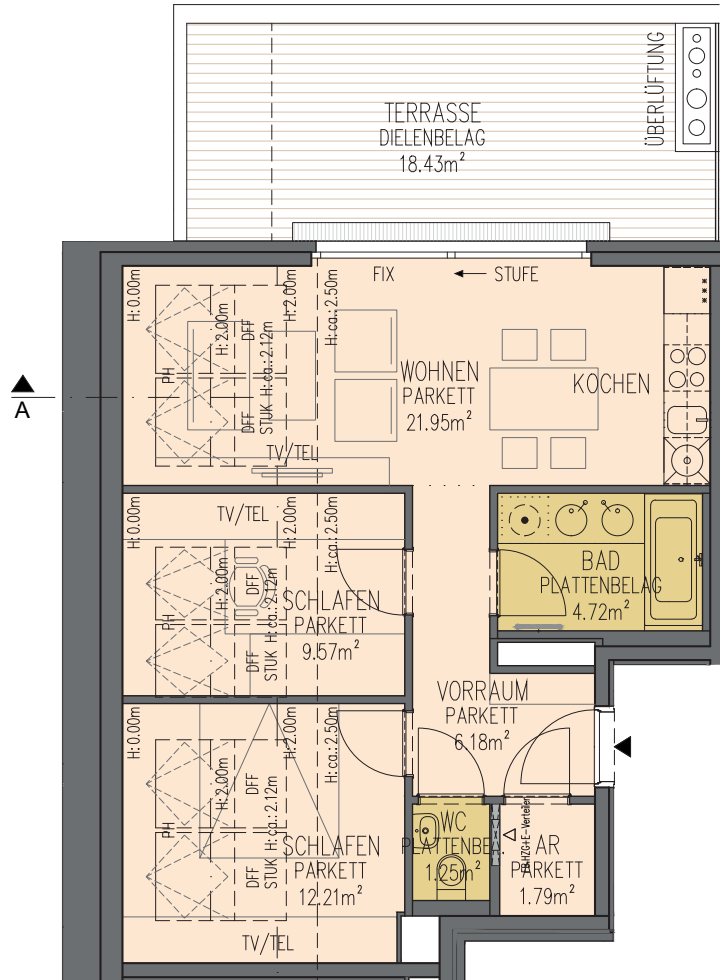 ÜBERLÜFTUNG
TERRASSE
DIELENBELAG
18.43m²
FIX
STUFE
H:0.00m
H:2.00m
H:ca.:2.50m
H:2.00m
DFF
PH
DFF
STUK H:ca.:2.12m
WOHNEN
PARKETT
21.95m²
KOCHEN
A
TV/TEL
TV/TEL
H:0.00m
H:2.00m
H:ca.:2.50m
H:2.00m
DFF
PH
DFF
STUK H:ca.:2.12m
SCHLAFEN
PARKETT
9.57m²
BAD
PLATTENBELAG
4.72m²
VORRAUM
PARKETT
6.18m²
H:0.00m
H:2.00m
H:ca.:2.50m
H:2.00m
DFF
PH
DFF
STUK H:ca.:2.12m
SCHLAFEN
PARKETT
12.21m²
WC
PLATTENBE
1.25m²
AR
PARKETT
1.79m²
TV/TEL